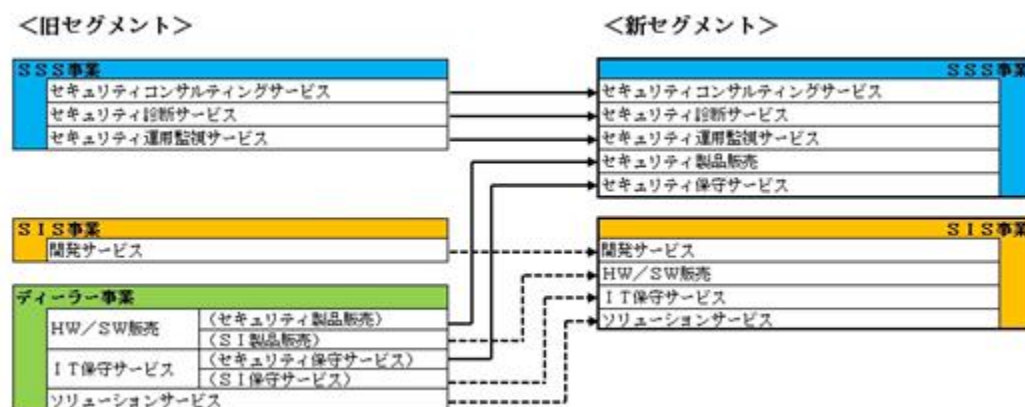 ＜旧セグメント＞
＜新セグメント＞
ＳＳＳ事業
セキュリティコンサルティングサービス
セキュリティ診断サービス
セキュリティ運用監視サービス
ＳＩＳ事業
開発サービス
ディーラー事業
HW／SW販売
（セキュリティ製品販売）
（ＳＩ製品販売）
ＩＴ保守サービス
（セキュリティ保守サービス）
（ＳＩ保守サービス）
ソリューションサービス
ＳＳＳ事業
セキュリティコンサルティングサービス
セキュリティ診断サービス
セキュリティ運用監視サービス
セキュリティ製品販売
セキュリティ保守サービス
ＳＩＳ事業
開発サービス
HW／SW販売
ＩＴ保守サービス
ソリューションサービス